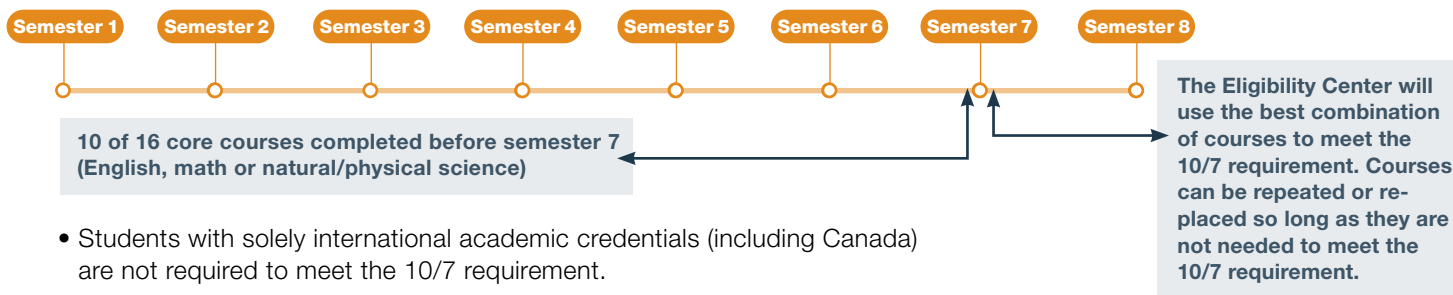 Semester 1
Semester 2
Semester 3
Semester 4
Semester 5
Semester 6
Semester 7
Semester 8
10 of 16 core courses completed before semester 7
(English, math or natural/physical science)
The Eligibility Center will
use the best combination
of courses to meet the
10/7 requirement. Courses
can be repeated or re-
placed so long as they are
not needed to meet the
10/7 requirement.
• Students with solely international academic credentials (including Canada)
are not required to meet the 10/7 requirement.